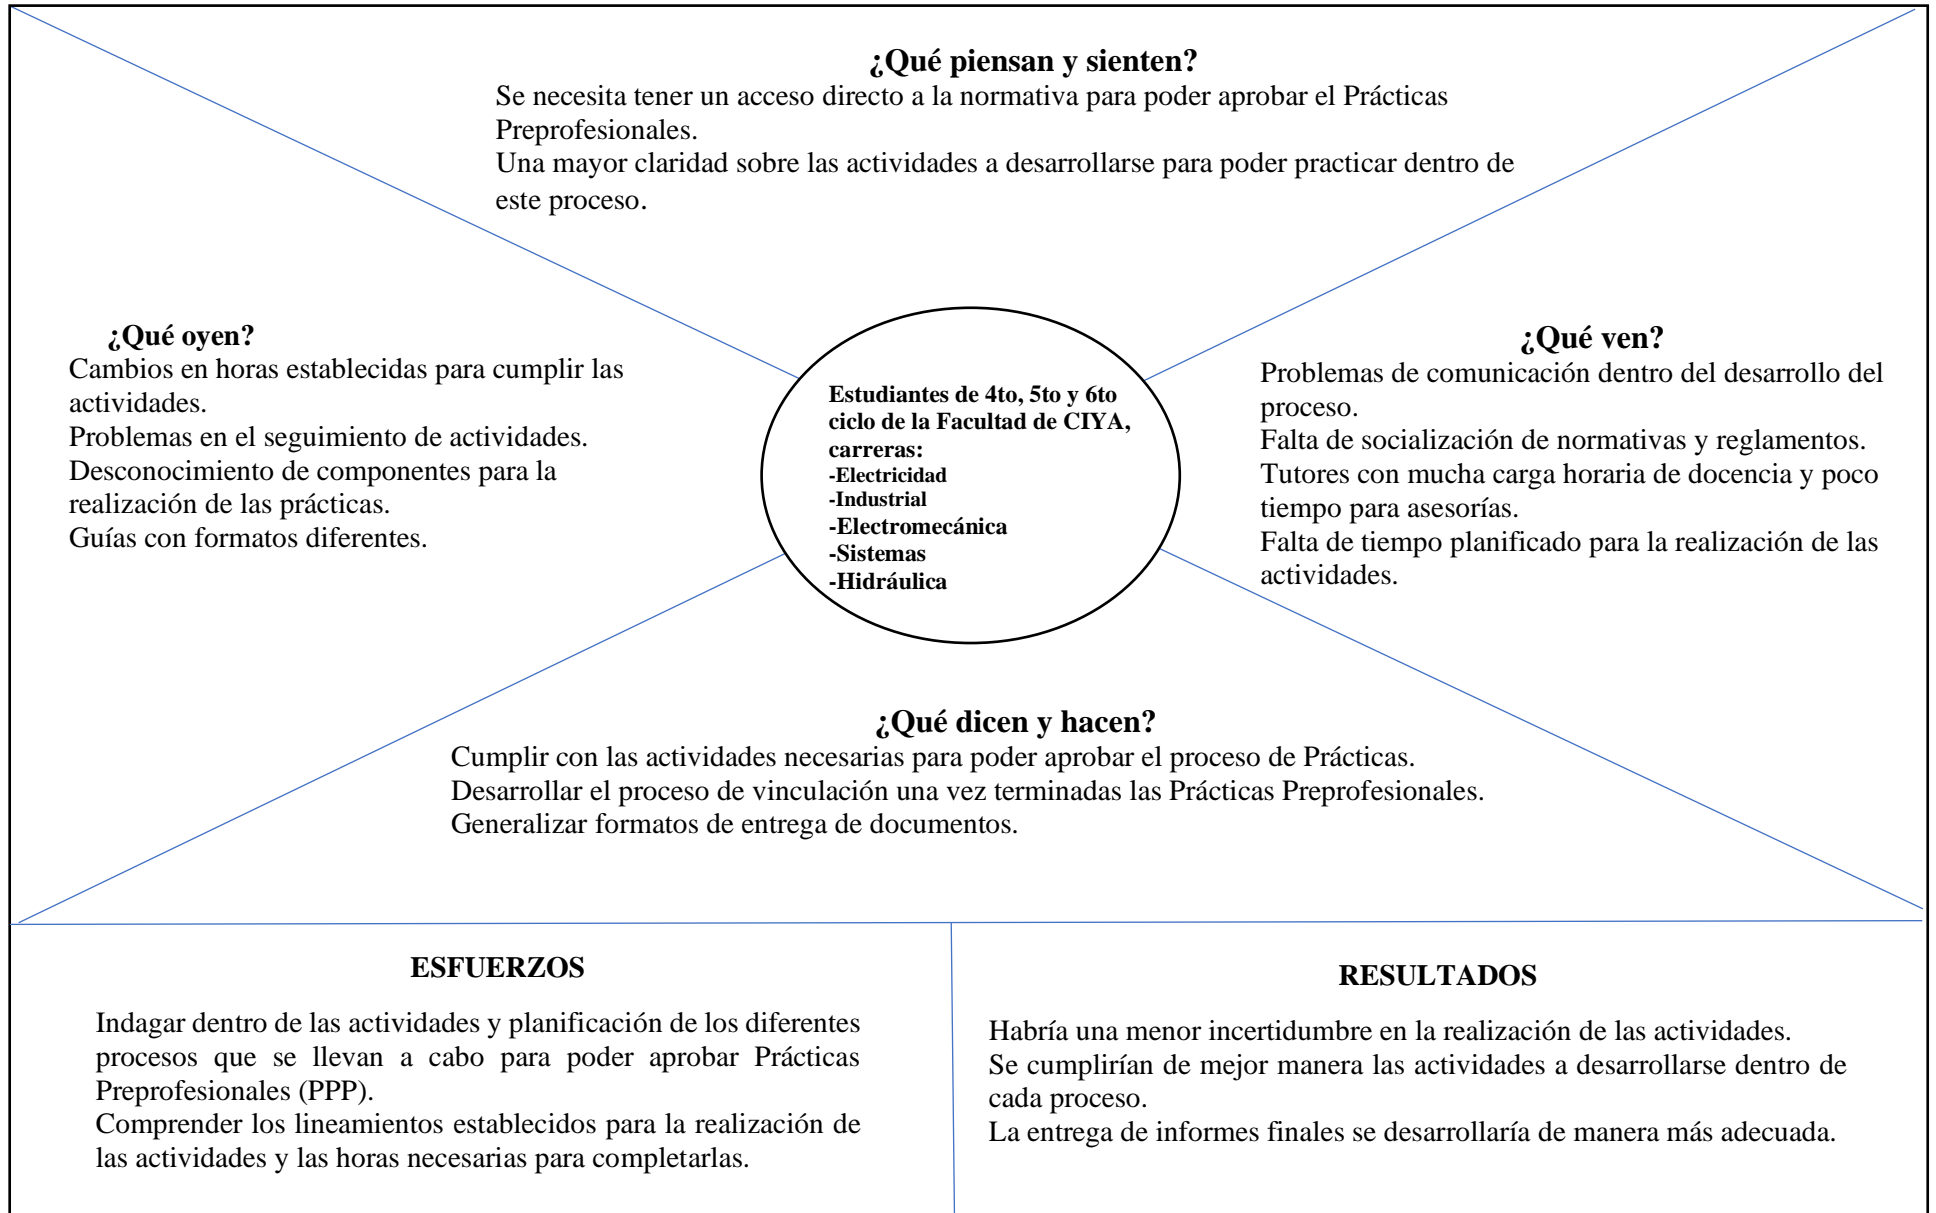 ¿Qué piensan y sienten?
Se necesita tener un acceso directo a la normativa para poder aprobar el Prácticas
Preprofesionales.
Una mayor claridad sobre las actividades a desarrollarse para poder practicar dentro de
este proceso.
¿Qué oyen?
Cambios en horas establecidas para cumplir las
actividades.
Problemas en el seguimiento de actividades.
Desconocimiento de componentes para la
realización de las prácticas.
Guías con formatos diferentes.
Estudiantes de 4to, 5to y 6to
ciclo de la Facultad de CIYA,
carreras:
-Electricidad
-Industrial
-Electromecánica
-Sistemas
-Hidráulica
¿Qué ven?
Problemas de comunicación dentro del desarrollo del
proceso.
Falta de socialización de normativas y reglamentos.
Tutores con mucha carga horaria de docencia y poco
tiempo para asesorías.
Falta de tiempo planificado para la realización de las
actividades.
¿Qué dicen y hacen?
Cumplir con las actividades necesarias para poder aprobar el proceso de Prácticas.
Desarrollar el proceso de vinculación una vez terminadas las Prácticas Preprofesionales.
Generalizar formatos de entrega de documentos.
ESFUERZOS
Indagar dentro de las actividades y planificación de los diferentes
procesos que se llevan a cabo para poder aprobar Prácticas
Preprofesionales (PPP).
Comprender los lineamientos establecidos para la realización de
las actividades y las horas necesarias para completarlas.
RESULTADOS
Habría una menor incertidumbre en la realización de las actividades.
Se cumplirían de mejor manera las actividades a desarrollarse dentro de
cada proceso.
La entrega de informes finales se desarrollaría de manera más adecuada.